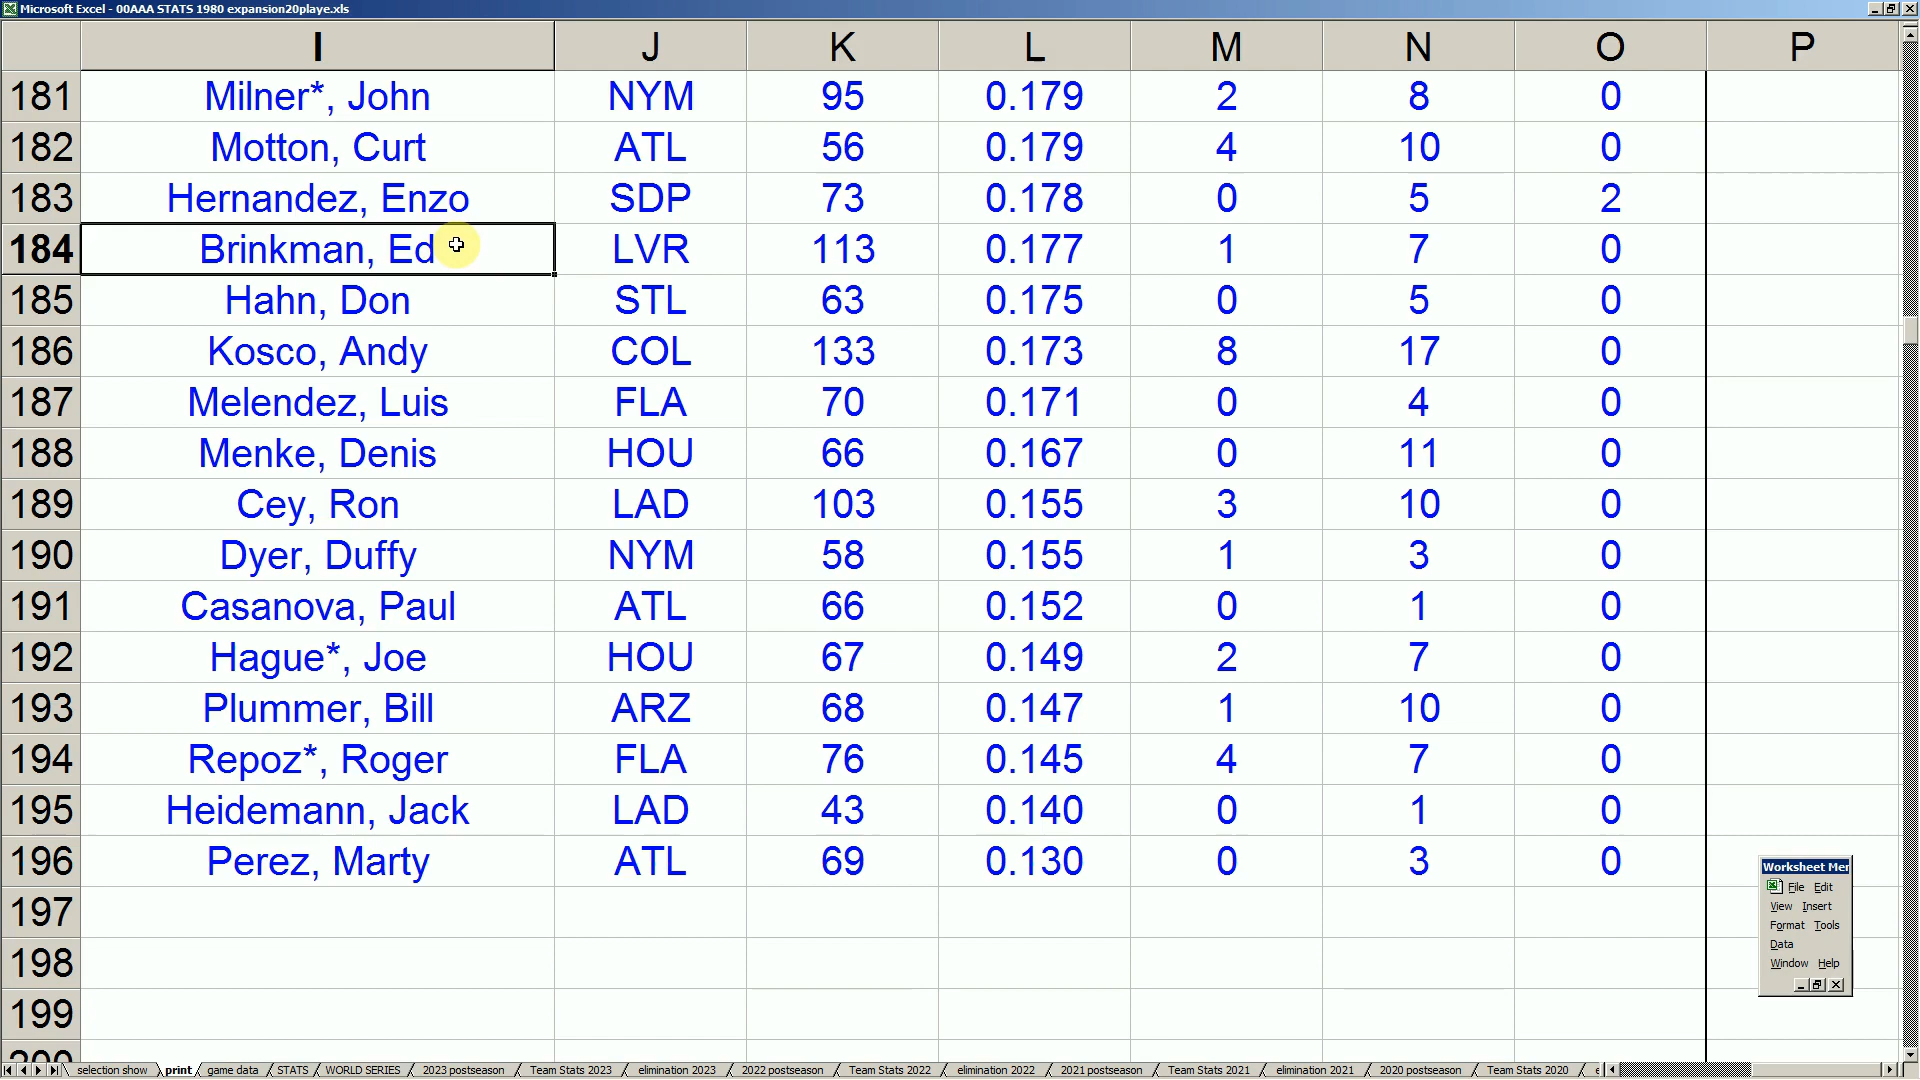 Microsoft Excel - 00AAA STATS 1980 expansion20playe.xls
I J K L M N O P
181 Milner*, John NYM 95 0.179 2 8 0
182 Motton, Curt ATL 56 0.179 4 10 0
183 Hernandez, Enzo SDP 73 0.178 0 5 2
184 Brinkman, Ed LVR 113 0.177 1 7 0
185 Hahn, Don STL 63 0.175 0 5 0
186 Kosco, Andy COL 133 0.173 8 17 0
187 Melendez, Luis FLA 70 0.171 0 4 0
188 Menke, Denis HOU 66 0.167 0 11 0
189 Cey, Ron LAD 103 0.155 3 10 0
190 Dyer, Duffy NYM 58 0.155 1 3 0
191 Casanova, Paul ATL 66 0.152 0 1 0
192 Hague*, Joe HOU 67 0.149 2 7 0
193 Plummer, Bill ARZ 68 0.147 1 10 0
194 Repoz*, Roger FLA 76 0.145 4 7 0
195 Heidemann, Jack LAD 43 0.140 0 1 0
196 Perez, Marty ATL 69 0.130 0 3 0
197
198
199
200
Worksheet Mer
File Edit
View Insert
Format Tools
Data
Window Help
selection show print game data STATS WORLD SERIES 2023 postseason Team Stats 2023 elimination 2023 2022 postseason Team Stats 2022 elimination 2022 2021 postseason Team Stats 2021 elimination 2021 2020 postseason Team Stats 2020 e